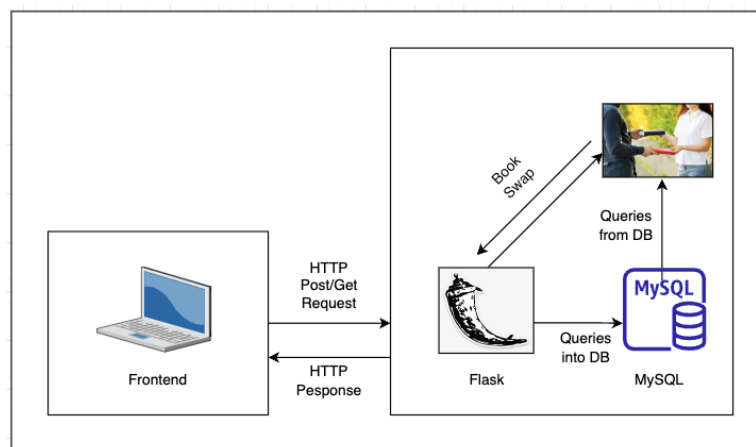 Book
Swap
Queries
from DB
HTTP
Post/Get
Request
MySQL
Queries
into DB
HTTP
Pesponse
Frontend
Flask
MySQL